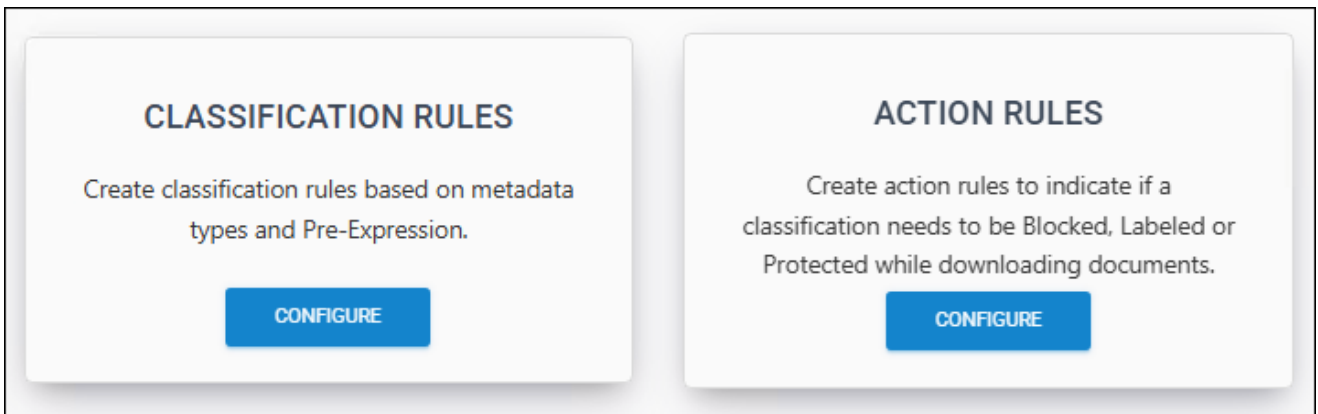 CLASSIFICATION RULES
Create classification rules based on metadata
types and Pre-Expression.
CONFIGURE
ACTION RULES
Create action rules to indicate if a
classification needs to be Blocked, Labeled or
Protected while downloading documents.
CONFIGURE